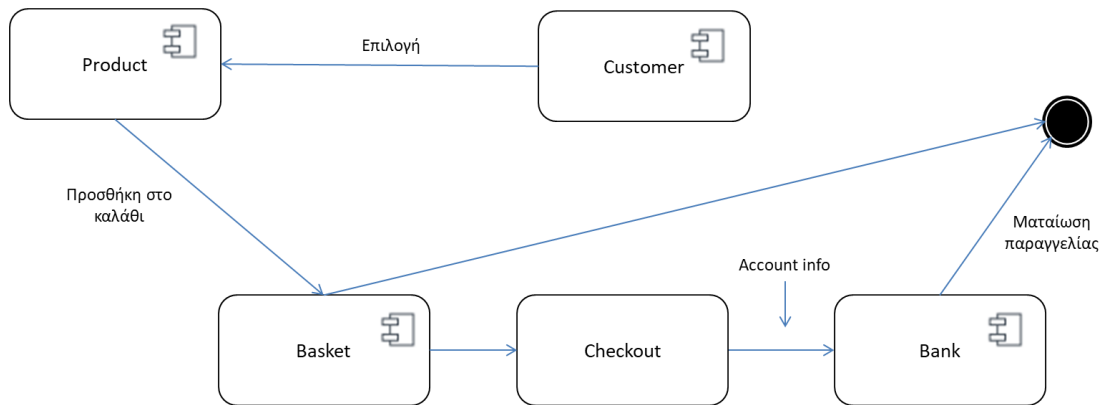 Επιλογή
Product
Customer
Προσθήκη στο
καλάθι
Ματαίωση
παραγγελίας
Account info
Basket
Checkout
Bank